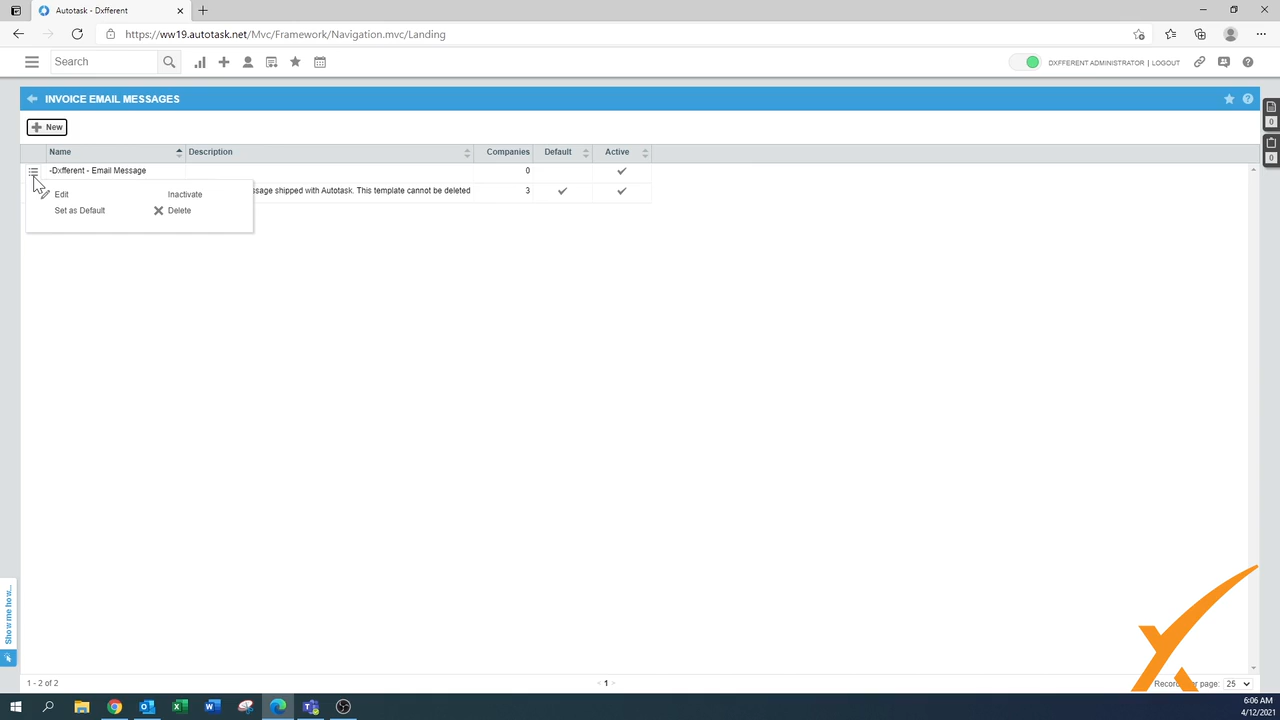 Autotask - Dxfferent
https://ww19.autotask.net/Mvc/Framework/Navigation.mvc/Landing
Search
DXFFERENT ADMINISTRATOR | LOGOUT
INVOICE EMAIL MESSAGES
0
0
New
Name Description Companies Default Active
-Dxfferent - Email Message 0
ssage shipped with Autotask. This template cannot be deleted 3
Edit Inactivate
Set as Default Delete
Show me how...
1 - 2 of 2 < 1 > per page: 25
6:06 AM
4/12/2021